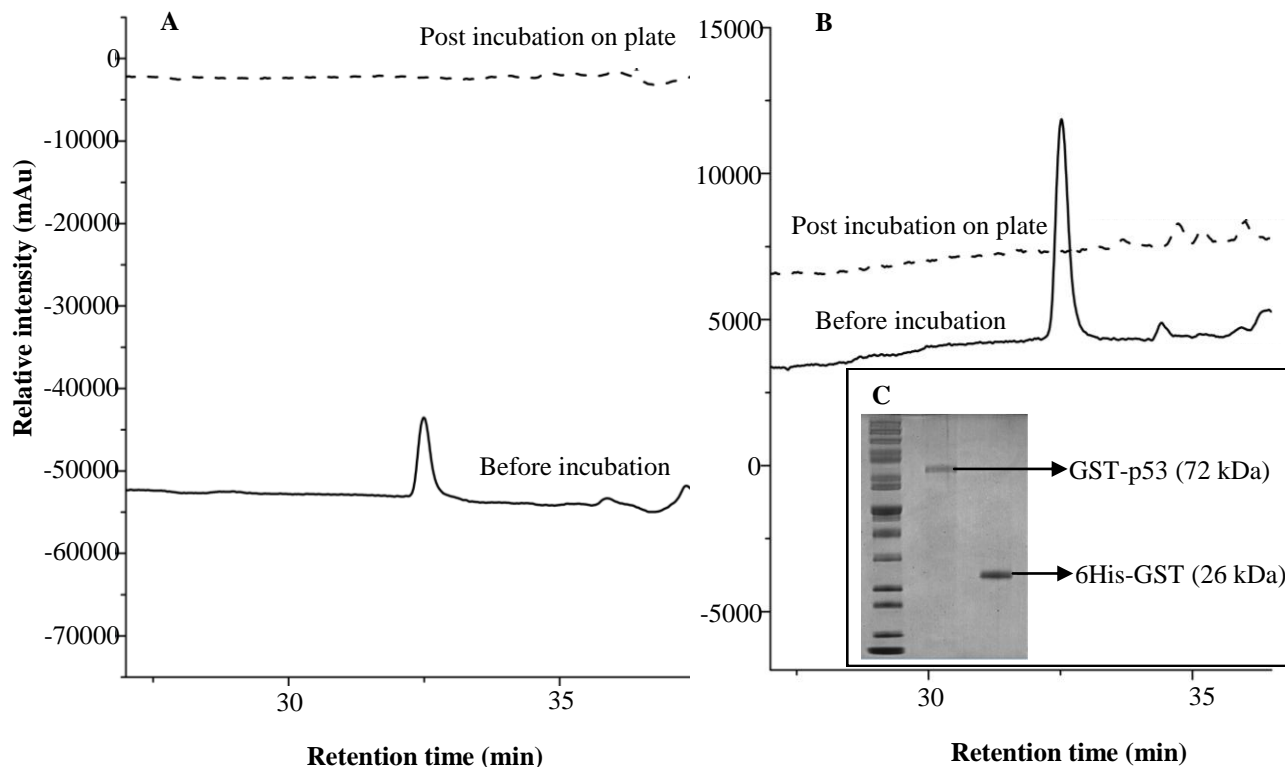 A
Post incubation on plate
0
-10000
-20000
-30000
-40000
-50000
-60000
-70000
Relative intensity (mAu)
Before incubation
30
35
Retention time (min)
B
15000
10000
5000
0
-5000
Post incubation on plate
Before incubation
C
GST-p53 (72 kDa)
6His-GST (26 kDa)
30
35
Retention time (min)